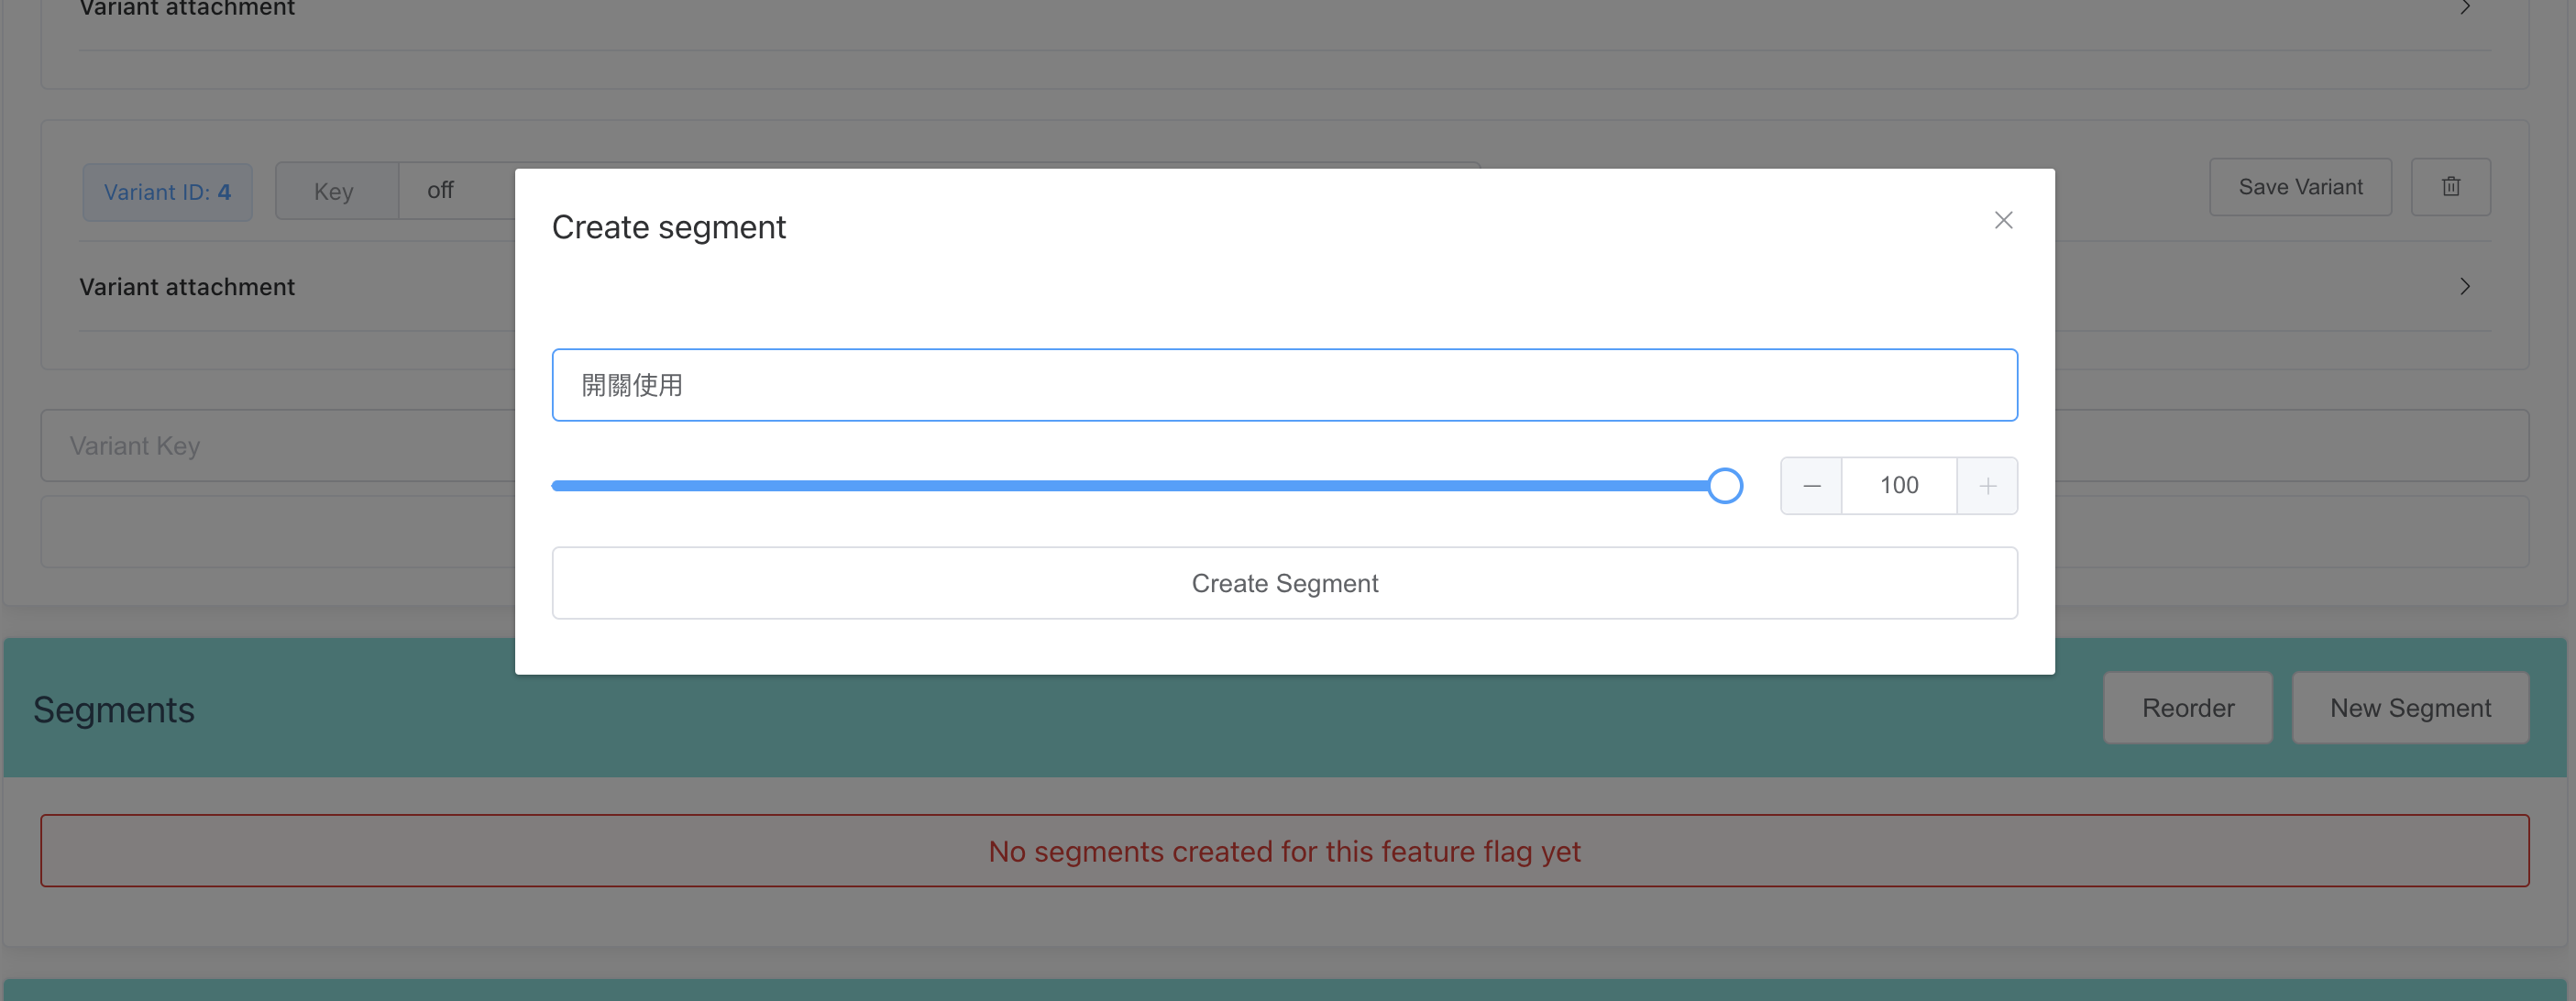 Variant attachment
Variant ID: 4
Key
off
Save Variant
Variant attachment
Variant Key
Create segment
開關使用
100
Create Segment
Segments
Reorder
New Segment
No segments created for this feature flag yet